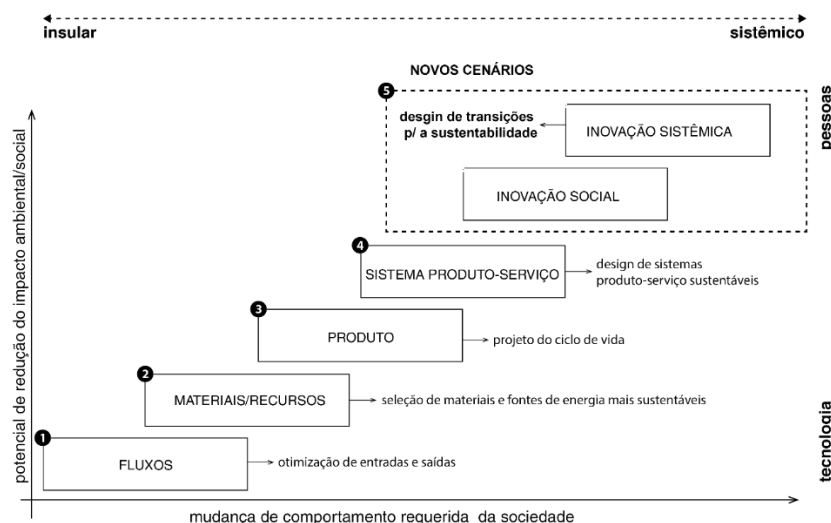 insular
sistêmico
NOVOS CENÁRIOS
5
desgin de transições
p/ a sustentabilidade
INOVAÇÃO SISTÊMICA
INOVAÇÃO SOCIAL
pessoas
4
SISTEMA PRODUTO-SERVIÇO
design de sistemas
produto-serviço sustentáveis
3
PRODUTO
projeto do ciclo de vida
2
MATERIAIS/RECURSOS
seleção de materiais e fontes de energia mais sustentáveis
1
FLUXOS
otimização de entradas e saídas
tecnologia
potencial de redução do impacto ambiental/social
mudança de comportamento requerida da sociedade